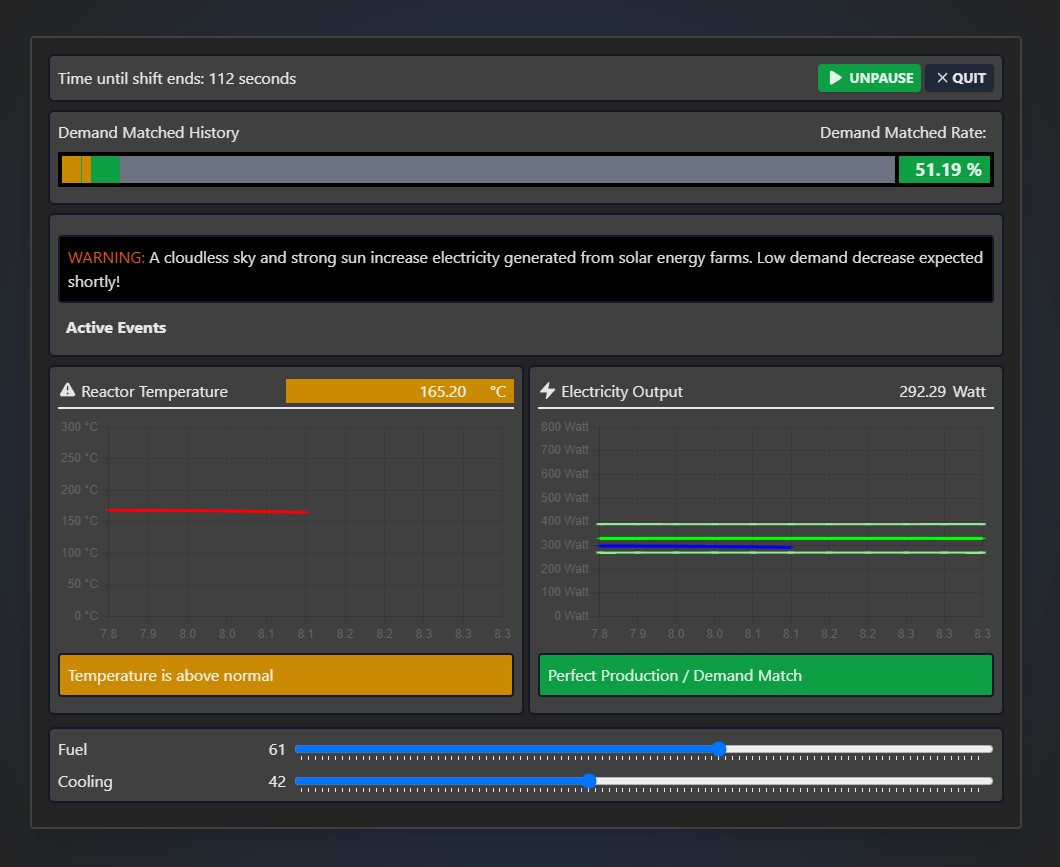 Time until shift ends: 112 seconds
UNPAUSE
QUIT
Demand Matched History
Demand Matched Rate:
51.19 %
WARNING: A cloudless sky and strong sun increase electricity generated from solar energy farms. Low demand decrease expected
shortly!
Active Events
Reactor Temperature 165.20 °C
300 °C
250 °C
200 °C
150 °C
100 °C
50 °C
0 °C
7.8 7.9 8.0 8.0 8.1 8.1 8.2 8.2 8.3 8.3 8.3
Temperature is above normal
Electricity Output 292.29 Watt
800 Watt
700 Watt
600 Watt
500 Watt
400 Watt
300 Watt
200 Watt
100 Watt
0 Watt
7.8 7.9 8.0 8.0 8.1 8.1 8.2 8.2 8.3 8.3 8.3
Perfect Production / Demand Match
Fuel 61
Cooling 42